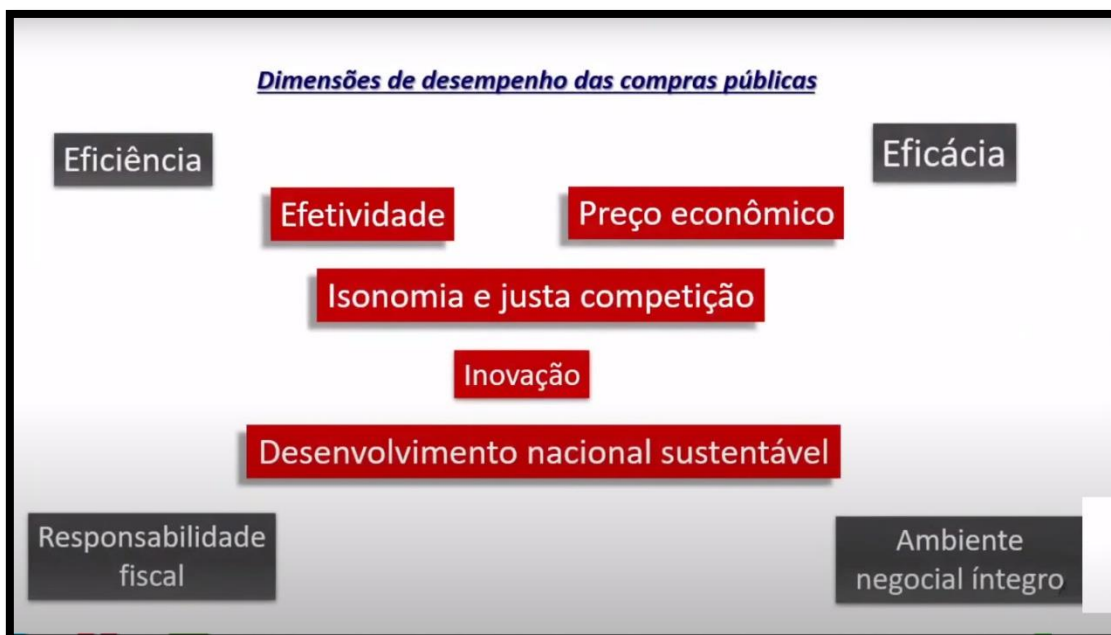 Dimensões de desempenho das compras públicas
Eficiência
Eficácia
Efetividade
Preço econômico
Isonomia e justa competição
Inovação
Desenvolvimento nacional sustentável
Responsabilidade
fiscal
Ambiente
negocial íntegro